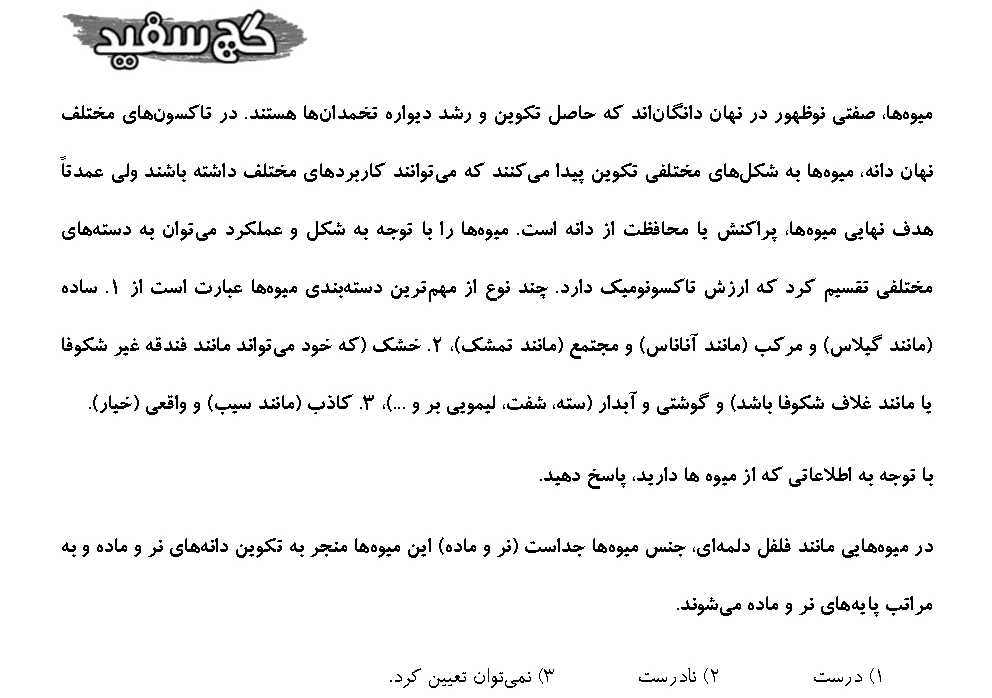 گچ سفید
میوه‌ها، صفتی نوظهور در نهان دانگان‌اند که حاصل تکوین و رشد دیواره تخمدان‌ها هستند. در تاکسون‌های مختلف
نهان دانه، میوه‌ها به شکل‌های مختلفی تکوین پیدا می‌کنند که می‌توانند کاربردهای مختلف داشته باشند ولی عمدتاً
هدف نهایی میوه‌ها، پراکنش یا محافظت از دانه است. میوه‌ها را با توجه به شکل و عملکرد می‌توان به دسته‌های
مختلفی تقسیم کرد که ارزش تاکسونومیک دارد. چند نوع از مهم‌ترین دسته‌بندی میوه‌ها عبارت است از ۱. ساده
(مانند گیلاس) و مرکب (مانند آناناس) و مجتمع (مانند تمشک)، ۲. خشک (که خود می‌تواند مانند فندقه غیر شکوفا
یا مانند غلاف شکوفا باشد) و گوشتی و آبدار (سته، شفت، لیمویی بر و ...)، ۳. کاذب (مانند سیب) و واقعی (خیار).
با توجه به اطلاعاتی که از میوه ها دارید، پاسخ دهید.
در میوه‌هایی مانند فلفل دلمه‌ای، جنس میوه‌ها جداست (نر و ماده) این میوه‌ها منجر به تکوین دانه‌های نر و ماده و به
مراتب پایه‌های نر و ماده می‌شوند.
۱) درست ۲) نادرست ۳) نمی‌توان تعیین کرد.